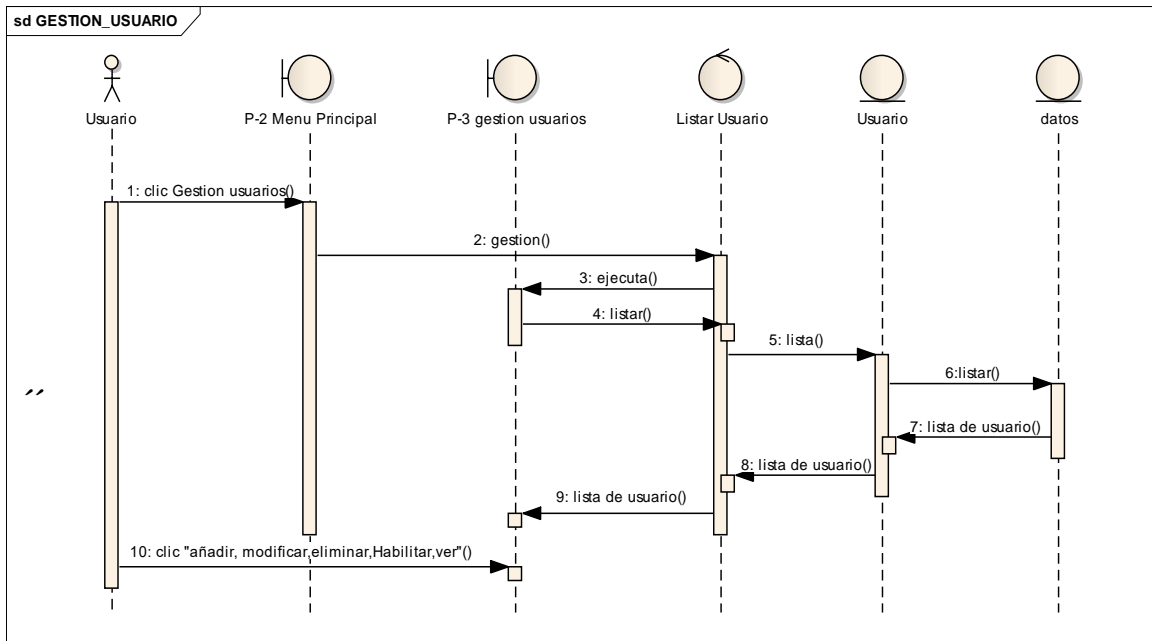 sd GESTION_USUARIO
Usuario
P-2 Menu Principal
P-3 gestion usuarios
Listar Usuario
Usuario
datos
1: clic Gestion usuarios()
2: gestion()
3: ejecuta()
4: listar()
5: lista()
6:listar()
7: lista de usuario()
8: lista de usuario()
9: lista de usuario()
10: clic "añadir, modificar,eliminar,Habilitar,ver"()